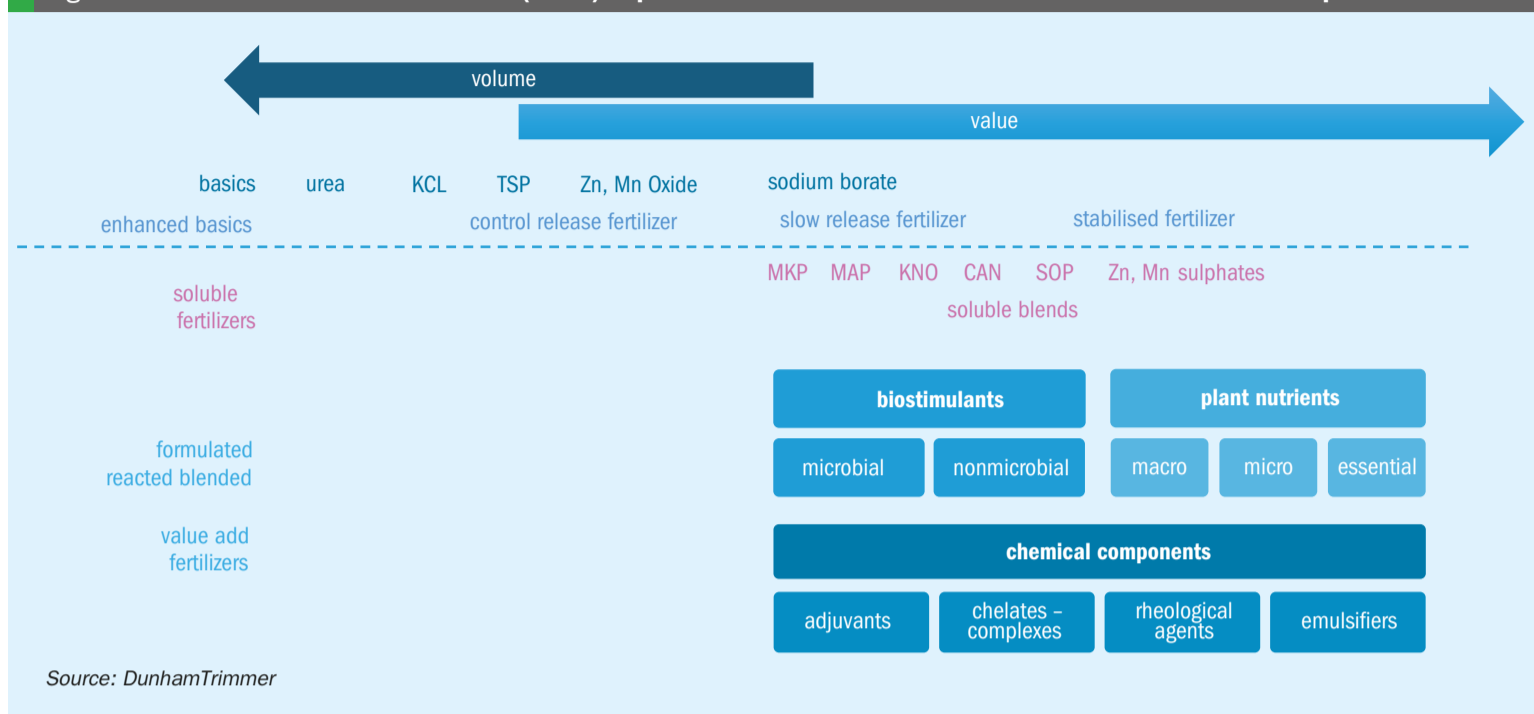 volume
value
basics urea KCL TSP Zn, Mn Oxide sodium borate
enhanced basics control release fertilizer slow release fertilizer stabilised fertilizer
MKP MAP KNO CAN SOP Zn, Mn sulphates
soluble
fertilizers
soluble blends
biostimulants plant nutrients
formulated
reacted blended
microbial nonmicrobial macro micro essential
value add
fertilizers
chemical components
adjuvants
chelates –
complexes
rheological
agents
emulsifiers
Source: DunhamTrimmer